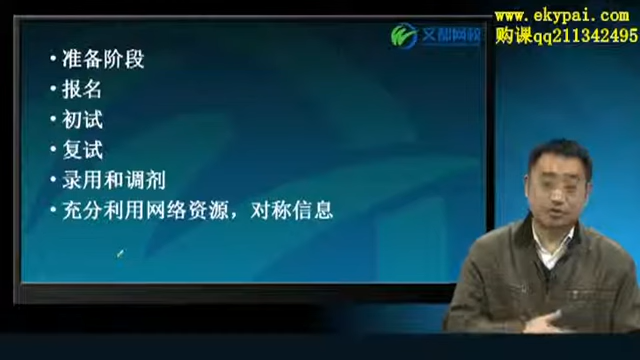 www.ekypai.com
购课qq211342495
文都网校
•准备阶段
•报名
•初试
•复试
•录用和调剂
•充分利用网络资源，对称信息